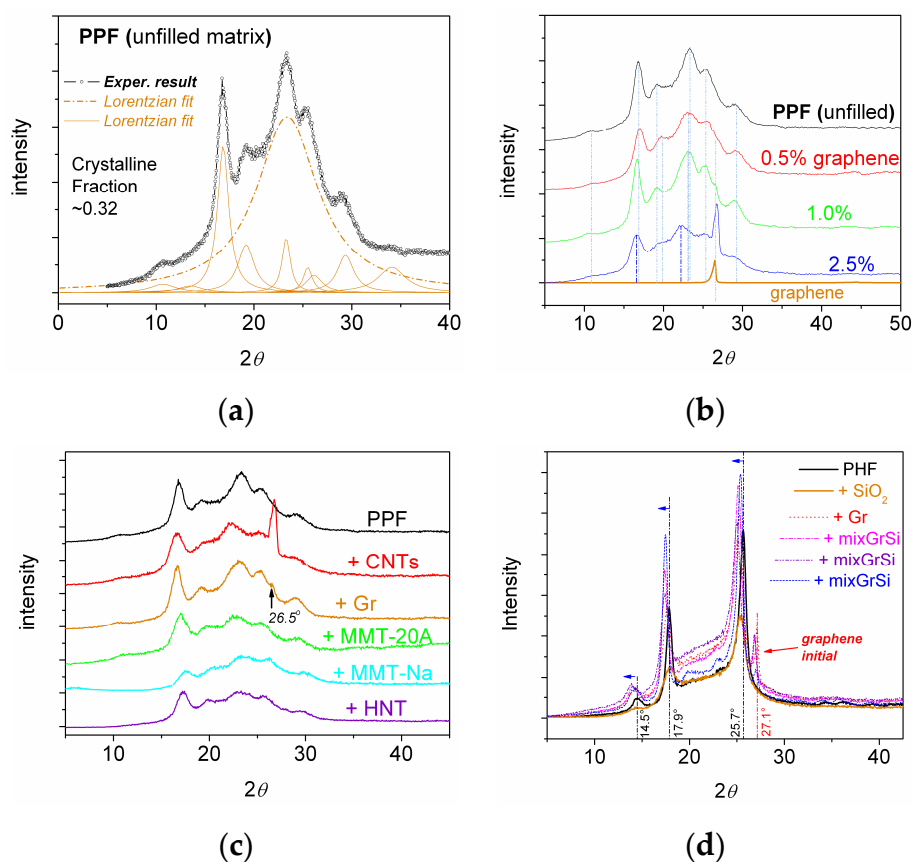 PPF (unfilled matrix)
Exper. result
Lorentzian fit
Lorentzian fit
Crystalline
Fraction
~0.32
intensity
0 10 20 30 40
2θ
(a)
PPF (unfilled)
0.5% graphene
1.0%
2.5%
graphene
intensity
10 20 30 40 50
2θ
(b)
PPF
+ CNTs
+ Gr
26.5°
+ MMT-20A
+ MMT-Na
+ HNT
intensity
10 20 30 40
2θ
(c)
PHF
+ SiO₂
+ Gr
+ mixGrSi
+ mixGrSi
+ mixGrSi
graphene
initial
14.5°
17.9°
25.7°
27.1°
Intensity
10 20 30 40
2θ
(d)